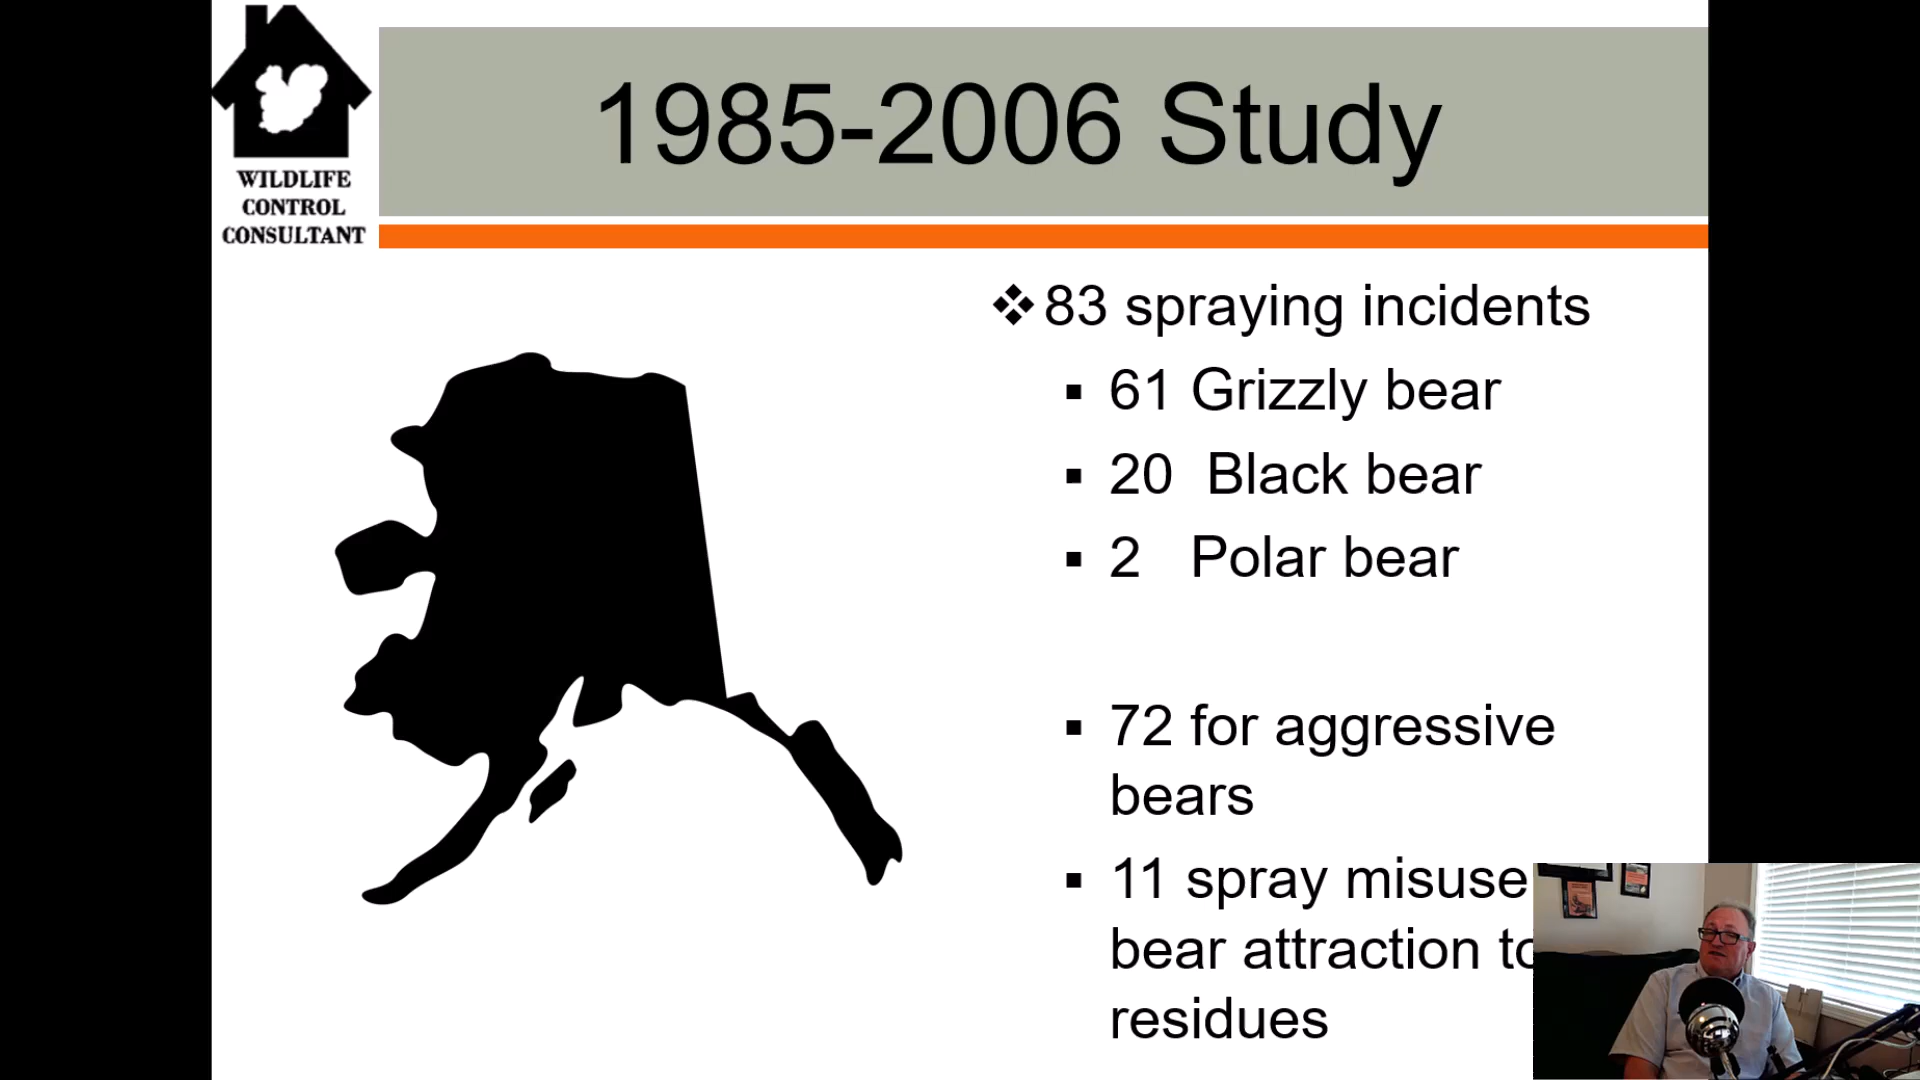 WILDLIFE
CONTROL
CONSULTANT
1985-2006 Study
❖83 spraying incidents
▪ 61 Grizzly bear
▪ 20 Black bear
▪ 2 Polar bear
▪ 72 for aggressive
bears
▪ 11 spray misuse
bear attraction to
residues